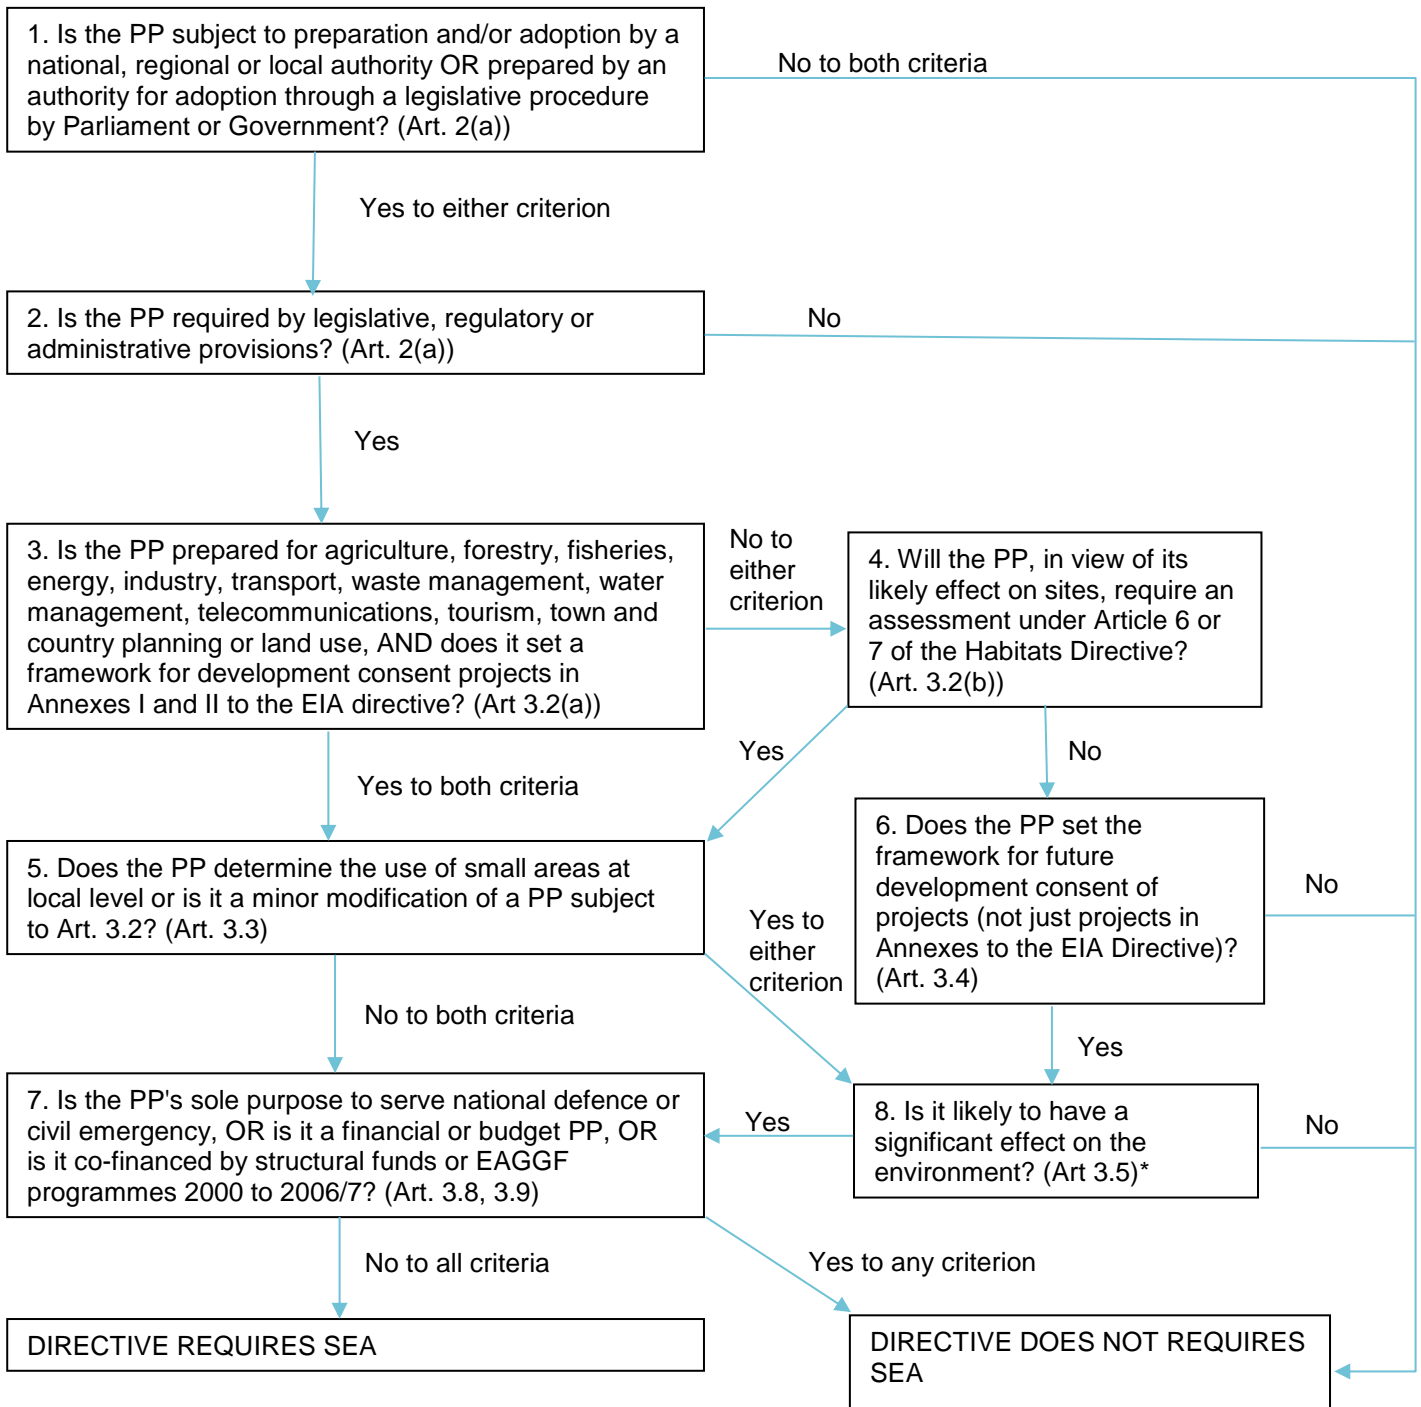 1. Is the PP subject to preparation and/or adoption by a
national, regional or local authority OR prepared by an
authority for adoption through a legislative procedure
by Parliament or Government? (Art. 2(a))
No to both criteria
Yes to either criterion
2. Is the PP required by legislative, regulatory or
administrative provisions? (Art. 2(a))
No
Yes
3. Is the PP prepared for agriculture, forestry, fisheries,
energy, industry, transport, waste management, water
management, telecommunications, tourism, town and
country planning or land use, AND does it set a
framework for development consent projects in
Annexes I and II to the EIA directive? (Art 3.2(a))
No to
either
criterion
4. Will the PP, in view of its
likely effect on sites, require an
assessment under Article 6 or
7 of the Habitats Directive?
(Art. 3.2(b))
Yes to both criteria
Yes
No
5. Does the PP determine the use of small areas at
local level or is it a minor modification of a PP subject
to Art. 3.2? (Art. 3.3)
Yes to
either
criterion
6. Does the PP set the
framework for future
development consent of
projects (not just projects in
Annexes to the EIA Directive)?
(Art. 3.4)
No
No to both criteria
Yes
7. Is the PP's sole purpose to serve national defence or
civil emergency, OR is it a financial or budget PP, OR
is it co-financed by structural funds or EAGGF
programmes 2000 to 2006/7? (Art. 3.8, 3.9)
Yes
8. Is it likely to have a
significant effect on the
environment? (Art 3.5)*
No
No to all criteria
Yes to any criterion
DIRECTIVE REQUIRES SEA
DIRECTIVE DOES NOT REQUIRES
SEA